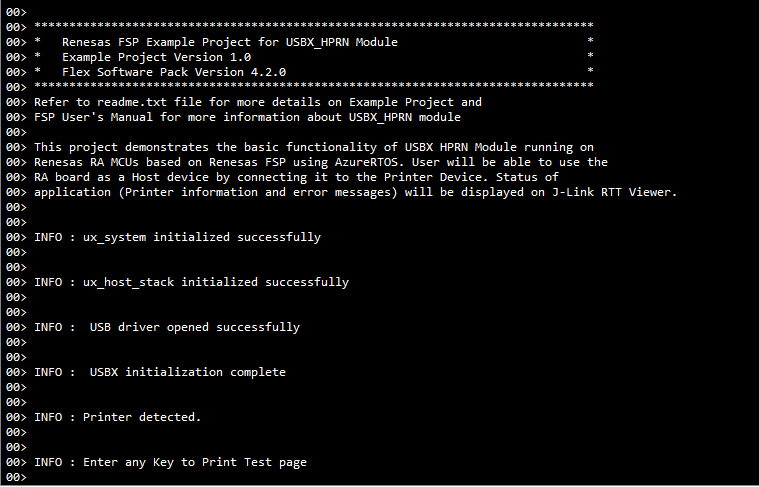 00>
00> ********************************************************************************
00> *   Renesas FSP Example Project for USBX_HPRN Module                           *
00> *   Example Project Version 1.0                                                *
00> *   Flex Software Pack Version 4.2.0                                           *
00> ********************************************************************************
00> Refer to readme.txt file for more details on Example Project and
00> FSP User's Manual for more information about USBX_HPRN module
00>
00> This project demonstrates the basic functionality of USBX HPRN Module running on
00> Renesas RA MCUs based on Renesas FSP using AzureRTOS. User will be able to use the
00> RA board as a Host device by connecting it to the Printer Device. Status of
00> application (Printer information and error messages) will be displayed on J-Link RTT Viewer.
00>
00>
00> INFO : ux_system initialized successfully
00>
00>
00> INFO : ux_host_stack initialized successfully
00>
00>
00> INFO :  USB driver opened successfully
00>
00>
00> INFO :  USBX initialization complete
00>
00>
00> INFO : Printer detected.
00>
00>
00> INFO : Enter any Key to Print Test page
00>